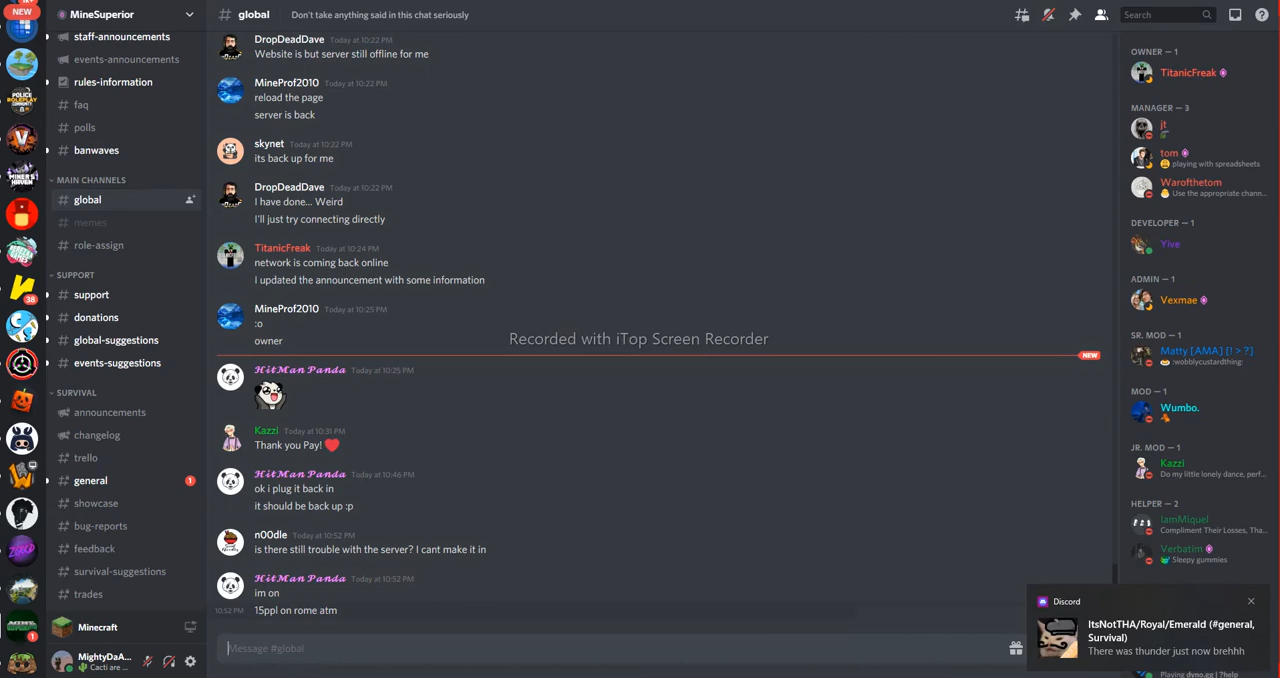 NEW
MineSuperior
global
Don't take anything said in this chat seriously
Search
staff-announcements
events-announcements
rules-information
faq
polls
banwaves
MAIN CHANNELS
global
memes
role-assign
SUPPORT
support
donations
global-suggestions
events-suggestions
SURVIVAL
announcements
changelog
trello
general 1
showcase
bug-reports
feedback
survival-suggestions
trades
Minecraft
MightyDaA...
Cacti are ...
POLICE ROLEPLAY COMMUNITY
MINER'S HAVEN
38
1
DropDeadDave Today at 10:22 PM
Website is but server still offline for me
MineProf2010 Today at 10:22 PM
reload the page
server is back
skynet Today at 10:22 PM
its back up for me
DropDeadDave Today at 10:22 PM
I have done... Weird
I'll just try connecting directly
TitanicFreak Today at 10:24 PM
network is coming back online
I updated the announcement with some information
MineProf2010 Today at 10:25 PM
:o
owner
Recorded with iTop Screen Recorder
NEW
HitMan Panda Today at 10:25 PM
Kazzi Today at 10:31 PM
Thank you Pay!
HitMan Panda Today at 10:46 PM
ok i plug it back in
it should be back up :p
n00dle Today at 10:52 PM
is there still trouble with the server? I cant make it in
HitMan Panda Today at 10:52 PM
im on
10:52 PM 15ppl on rome atm
Message #global
OWNER — 1
TitanicFreak
MANAGER — 3
jt
tom
playing with spreadsheets
Warofthetom
Use the appropriate chann...
DEVELOPER — 1
Yive
ADMIN — 1
Vexmae
SR. MOD — 1
Matty [AMA] [! > ?]
:wobblycustardthing:
MOD — 1
Wumbo.
JR. MOD — 1
Kazzi
Do my little lonely dance, perf...
HELPER — 2
IamMiquel
Compliment Their Losses, Tha...
Verbatim
Sleepy gummies
Discord
ItsNotTHA/Royal/Emerald (#general,
Survival)
There was thunder just now brehhh
Playing dyno.gg | ?help